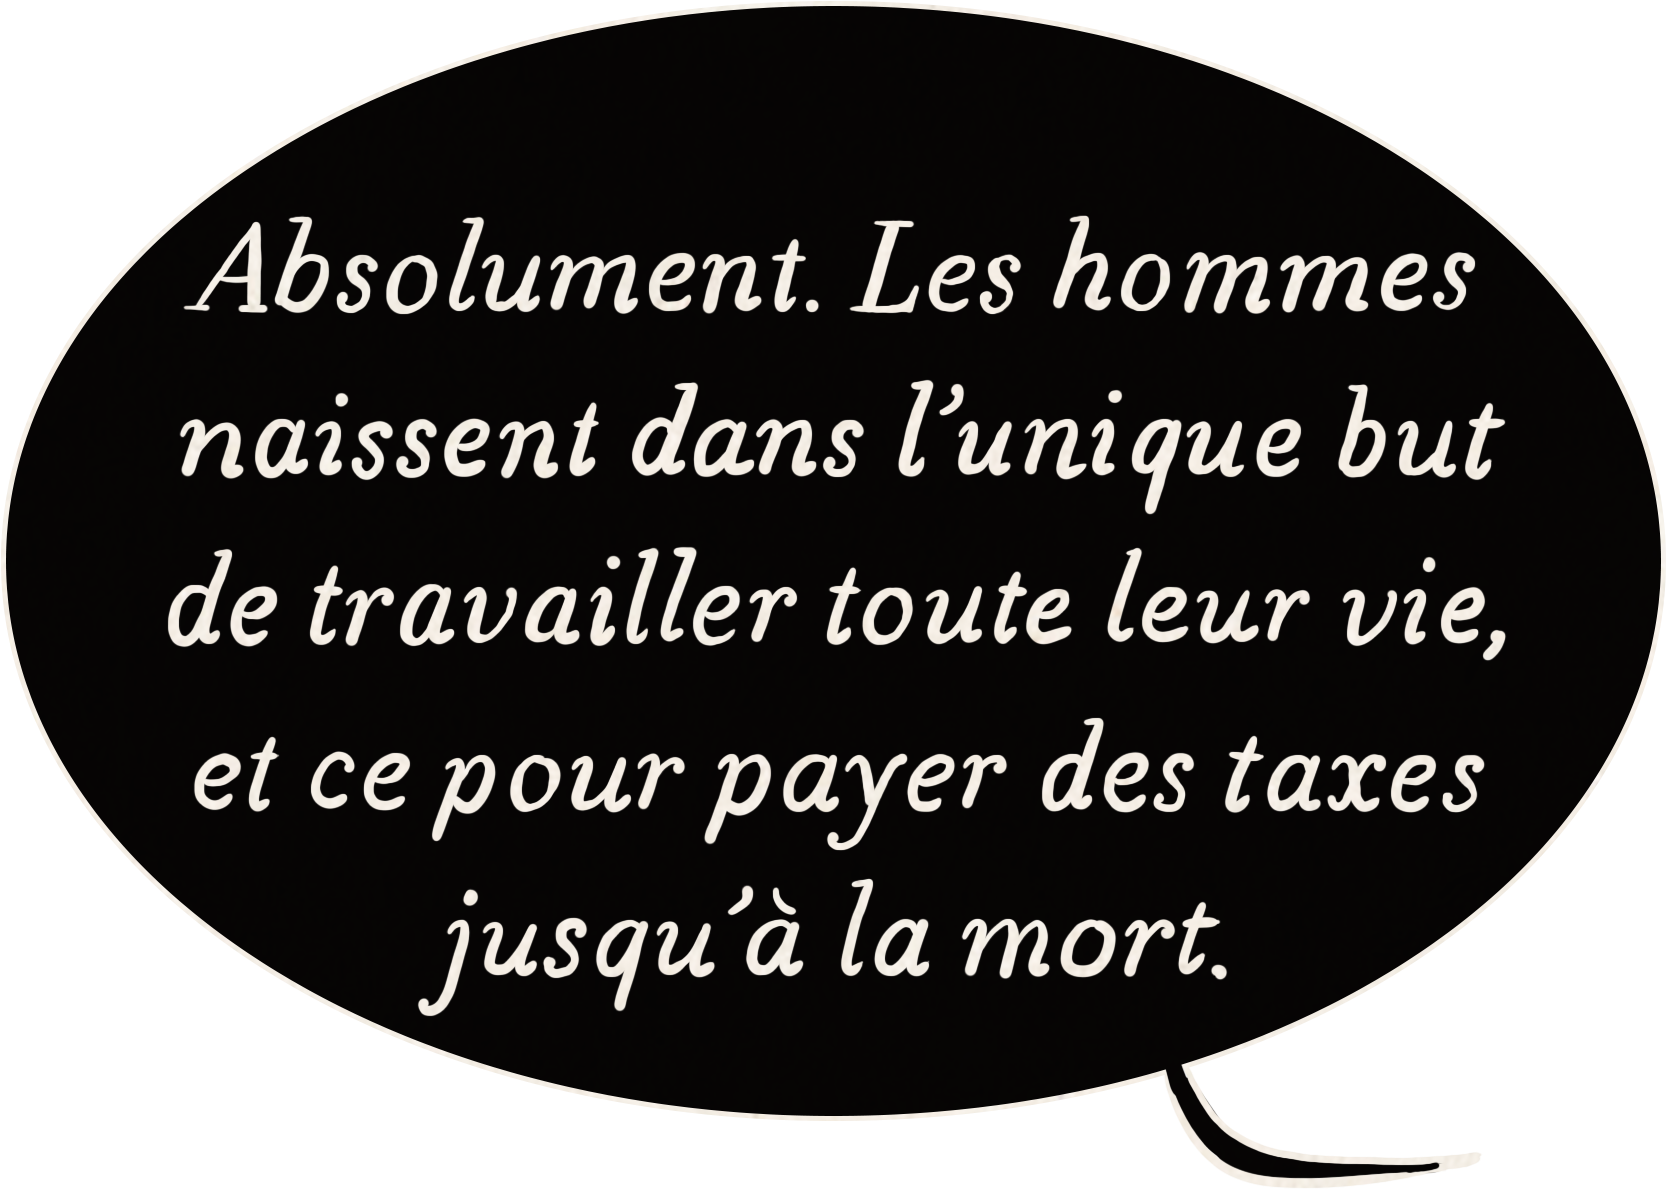 Absolument. Les hommes
naissent dans l’unique but
de travailler toute leur vie,
et ce pour payer des taxes
jusqu’à la mort.